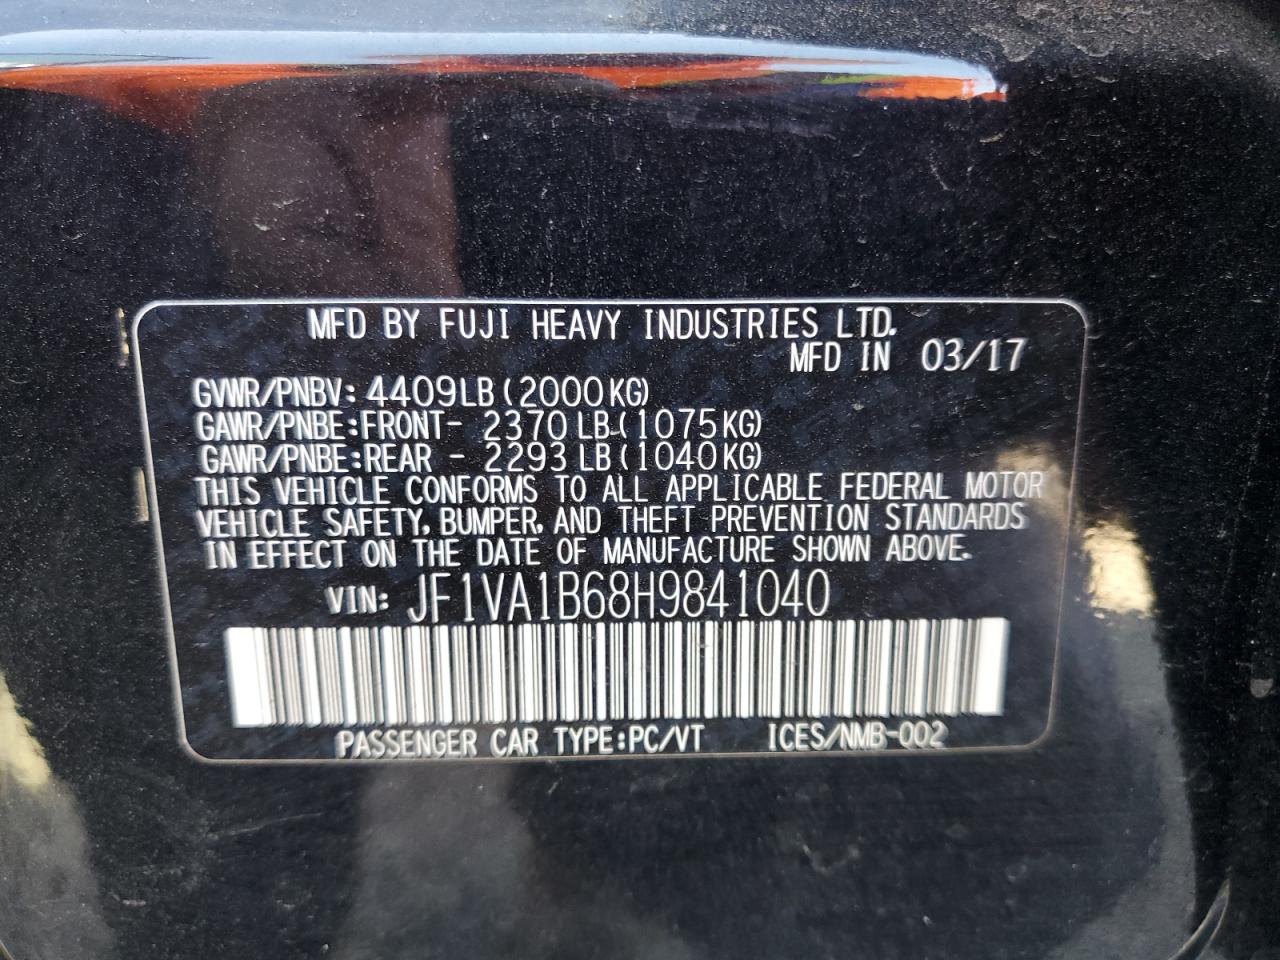 MFD BY FUJI HEAVY INDUSTRIES LTD.
MFD IN 03/17
GVWR/PNBV: 4409LB (2000KG)
GAWR/PNBE:FRONT- 2370 LB (1075KG)
GAWR/PNBE:REAR - 2293 LB (1040KG)
THIS VEHICLE CONFORMS TO ALL APPLICABLE FEDERAL MOTOR
VEHICLE SAFETY, BUMPER, AND THEFT PREVENTION STANDARDS
IN EFFECT ON THE DATE OF MANUFACTURE SHOWN ABOVE.
VIN: JF1VA1B68H9841040
PASSENGER CAR TYPE:PC/VT ICES/NMB-002